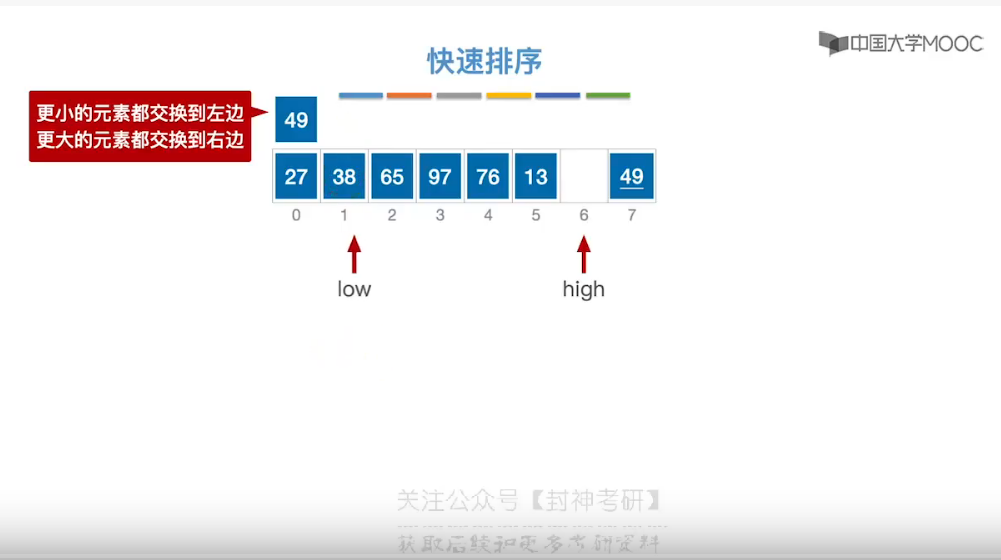 中国大学MOOC
快速排序
更小的元素都交换到左边
更大的元素都交换到右边
49
27 38 65 97 76 13 49
0 1 2 3 4 5 6 7
low high
关注公众号【封神考研】
获取后续和更多考研资料